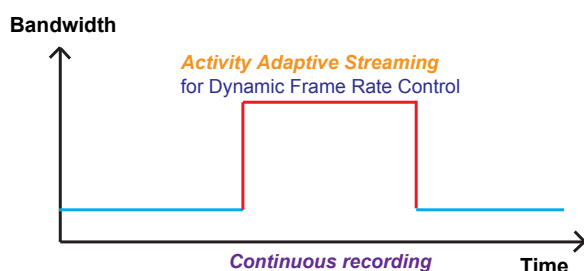 Bandwidth
Activity Adaptive Streaming
for Dynamic Frame Rate Control
Continuous recording
Time